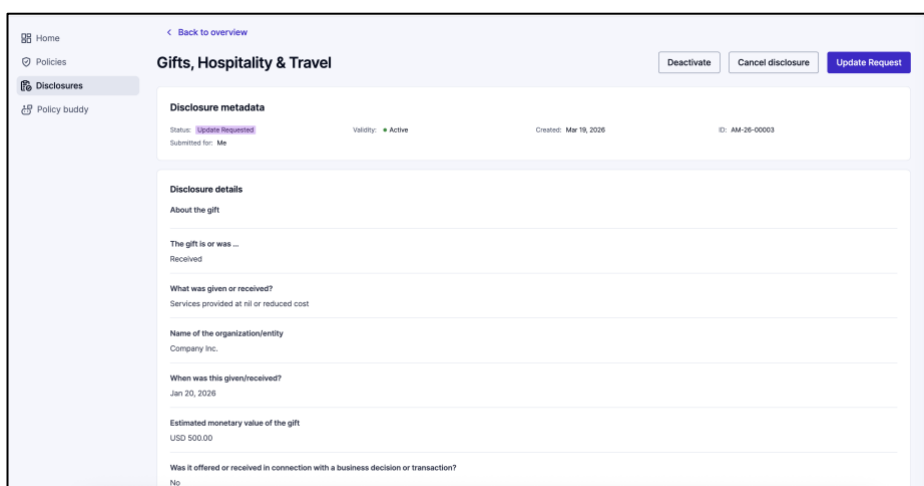 Home
Policies
Disclosures
Policy buddy
< Back to overview
Gifts, Hospitality & Travel
Deactivate
Cancel disclosure
Update Request
Disclosure metadata
Status: Update Requested
Validity: Active
Created: Mar 19, 2026
ID: AM-26-00003
Submitted for: Me
Disclosure details
About the gift
The gift is or was ...
Received
What was given or received?
Services provided at nil or reduced cost
Name of the organization/entity
Company Inc.
When was this given/received?
Jan 20, 2026
Estimated monetary value of the gift
USD 500.00
Was it offered or received in connection with a business decision or transaction?
No